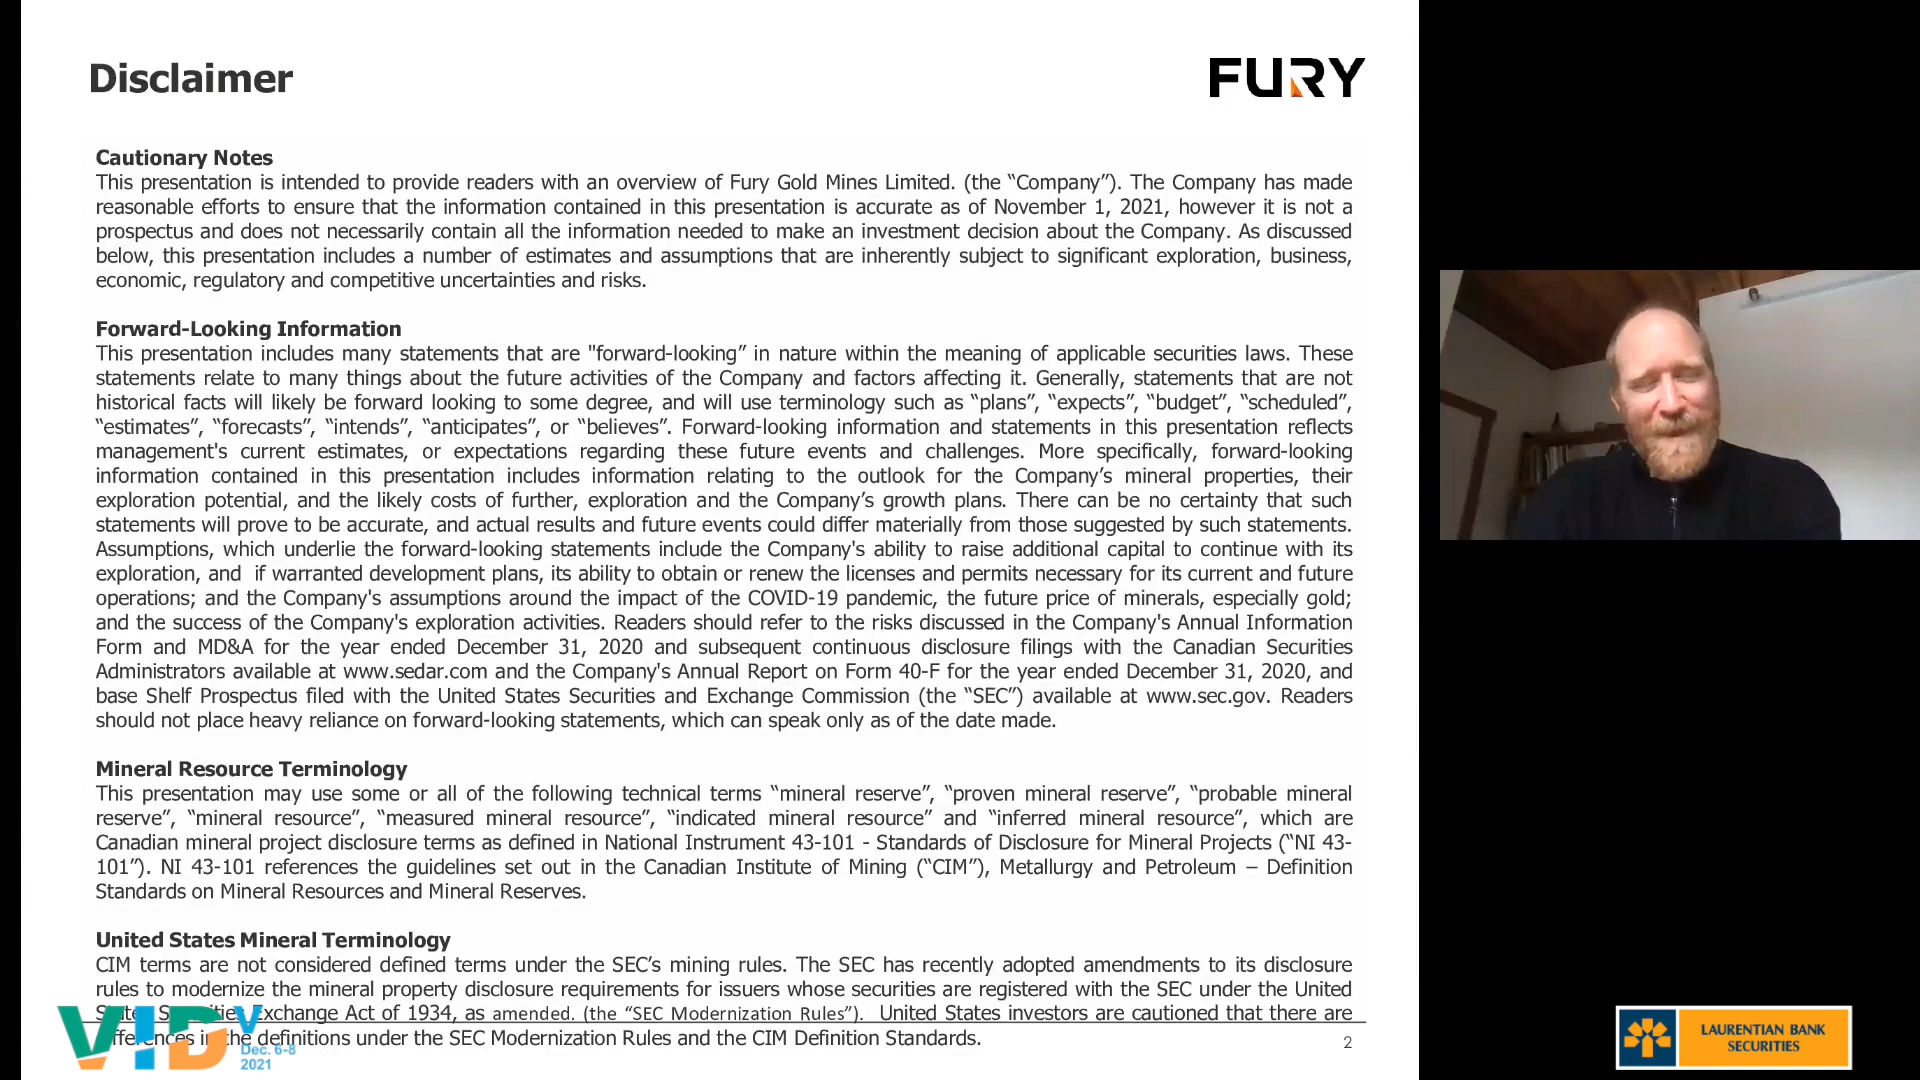 Disclaimer
FURY
Cautionary Notes
This presentation is intended to provide readers with an overview of Fury Gold Mines Limited. (the “Company”). The Company has made
reasonable efforts to ensure that the information contained in this presentation is accurate as of November 1, 2021, however it is not a
prospectus and does not necessarily contain all the information needed to make an investment decision about the Company. As discussed
below, this presentation includes a number of estimates and assumptions that are inherently subject to significant exploration, business,
economic, regulatory and competitive uncertainties and risks.
Forward-Looking Information
This presentation includes many statements that are "forward-looking” in nature within the meaning of applicable securities laws. These
statements relate to many things about the future activities of the Company and factors affecting it. Generally, statements that are not
historical facts will likely be forward looking to some degree, and will use terminology such as “plans”, “expects”, “budget”, “scheduled”,
“estimates”, “forecasts”, “intends”, “anticipates”, or “believes”. Forward-looking information and statements in this presentation reflects
management's current estimates, or expectations regarding these future events and challenges. More specifically, forward-looking
information contained in this presentation includes information relating to the outlook for the Company’s mineral properties, their
exploration potential, and the likely costs of further, exploration and the Company’s growth plans. There can be no certainty that such
statements will prove to be accurate, and actual results and future events could differ materially from those suggested by such statements.
Assumptions, which underlie the forward-looking statements include the Company's ability to raise additional capital to continue with its
exploration, and if warranted development plans, its ability to obtain or renew the licenses and permits necessary for its current and future
operations; and the Company's assumptions around the impact of the COVID-19 pandemic, the future price of minerals, especially gold;
and the success of the Company's exploration activities. Readers should refer to the risks discussed in the Company's Annual Information
Form and MD&A for the year ended December 31, 2020 and subsequent continuous disclosure filings with the Canadian Securities
Administrators available at www.sedar.com and the Company's Annual Report on Form 40-F for the year ended December 31, 2020, and
base Shelf Prospectus filed with the United States Securities and Exchange Commission (the “SEC”) available at www.sec.gov. Readers
should not place heavy reliance on forward-looking statements, which can speak only as of the date made.
Mineral Resource Terminology
This presentation may use some or all of the following technical terms “mineral reserve”, “proven mineral reserve”, “probable mineral
reserve”, “mineral resource”, “measured mineral resource”, “indicated mineral resource” and “inferred mineral resource”, which are
Canadian mineral project disclosure terms as defined in National Instrument 43-101 - Standards of Disclosure for Mineral Projects (“NI 43-
101”). NI 43-101 references the guidelines set out in the Canadian Institute of Mining (“CIM”), Metallurgy and Petroleum – Definition
Standards on Mineral Resources and Mineral Reserves.
United States Mineral Terminology
CIM terms are not considered defined terms under the SEC’s mining rules. The SEC has recently adopted amendments to its disclosure
rules to modernize the mineral property disclosure requirements for issuers whose securities are registered with the SEC under the United
Exchange Act of 1934, as amended. (the “SEC Modernization Rules”). United States investors are cautioned that there are
the definitions under the SEC Modernization Rules and the CIM Definition Standards.
2
VID V
Dec. 6-8
2021
LAURENTIAN BANK
SECURITIES